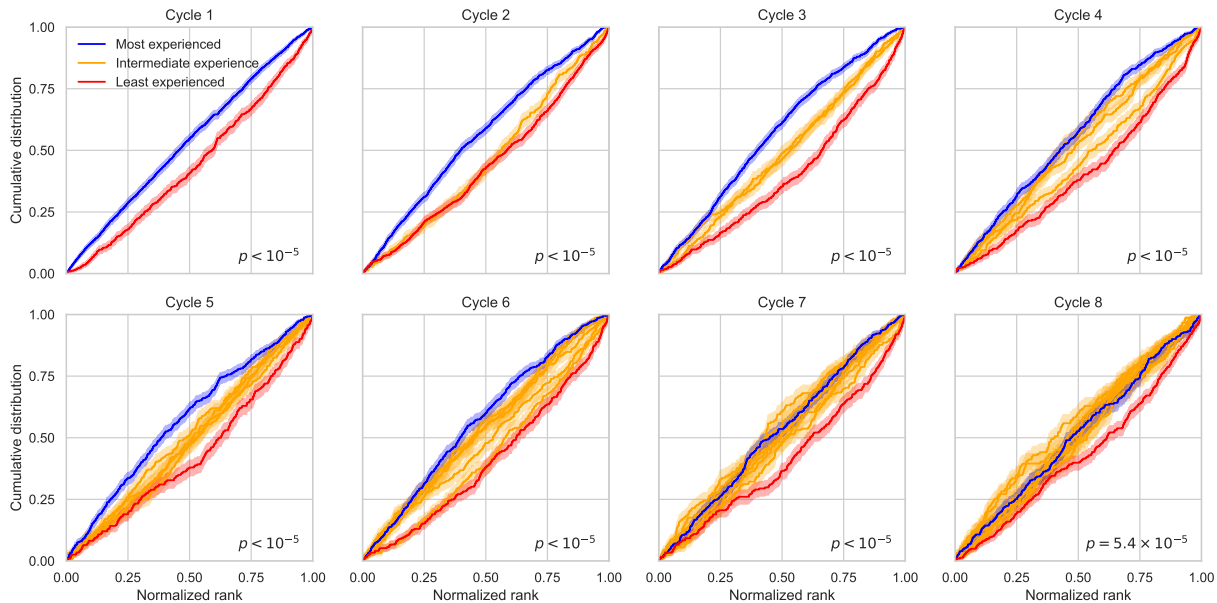 Cycle 1
Cycle 2
Cycle 3
Cycle 4
1.00
0.75
0.50
0.25
0.00
Cumulative distribution
Most experienced
Intermediate experience
Least experienced
p < 10⁻⁵
p < 10⁻⁵
p < 10⁻⁵
p < 10⁻⁵
Cycle 5
Cycle 6
Cycle 7
Cycle 8
1.00
0.75
0.50
0.25
0.00
Cumulative distribution
p < 10⁻⁵
p < 10⁻⁵
p < 10⁻⁵
p = 5.4 × 10⁻⁵
0.00 0.25 0.50 0.75 1.00
0.00 0.25 0.50 0.75 1.00
0.00 0.25 0.50 0.75 1.00
0.00 0.25 0.50 0.75 1.00
Normalized rank
Normalized rank
Normalized rank
Normalized rank